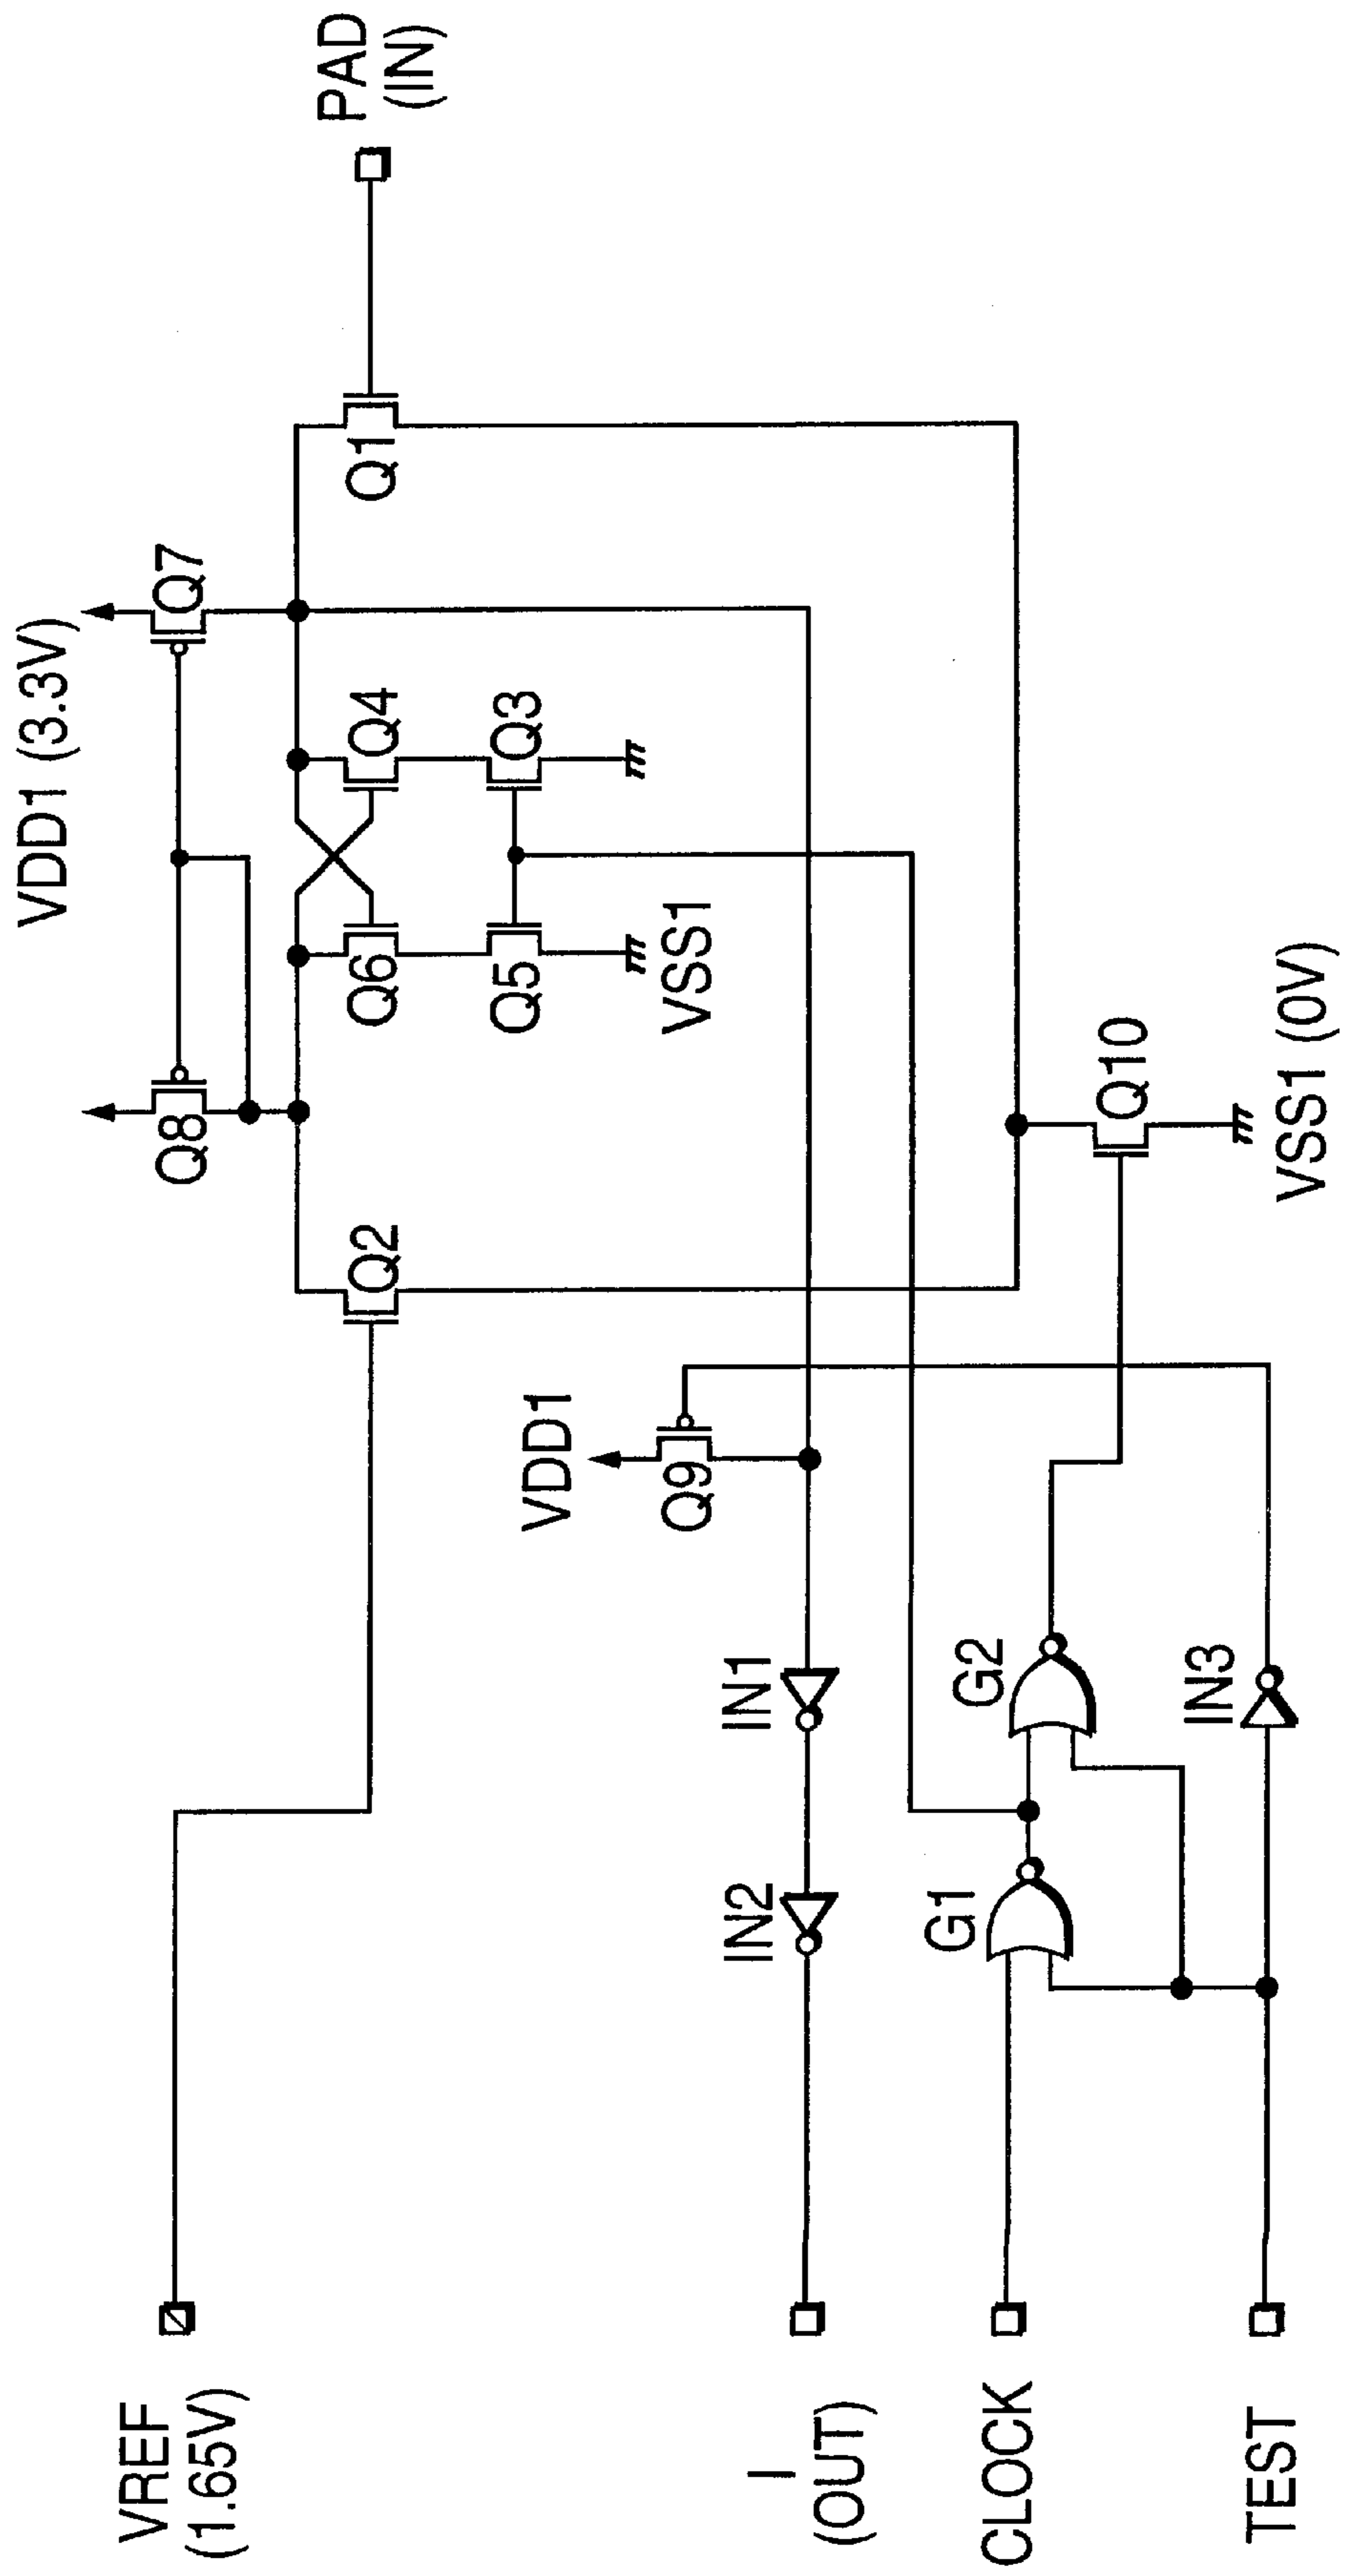 VDD1 (3.3V)
Q8
Q7
PAD
(IN)
Q2
Q6
Q4
Q1
Q5
Q3
VSS1
VREF
(1.65V)
VDD1
Q9
I
(OUT)
IN2
IN1
CLOCK
G1
G2
Q10
VSS1 (0V)
TEST
IN3